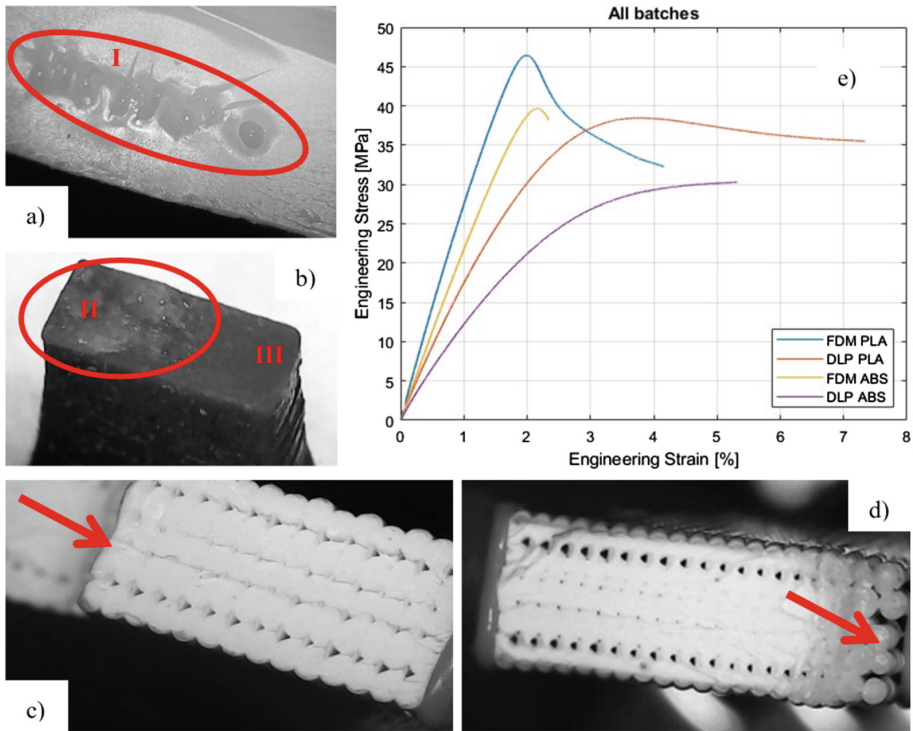 I
a)
II
III
b)
c)
d)
All batches
e)
Engineering Stress [MPa]
50
45
40
35
30
25
20
15
10
5
0
0 1 2 3 4 5 6 7 8
Engineering Strain [%]
FDM PLA
DLP PLA
FDM ABS
DLP ABS